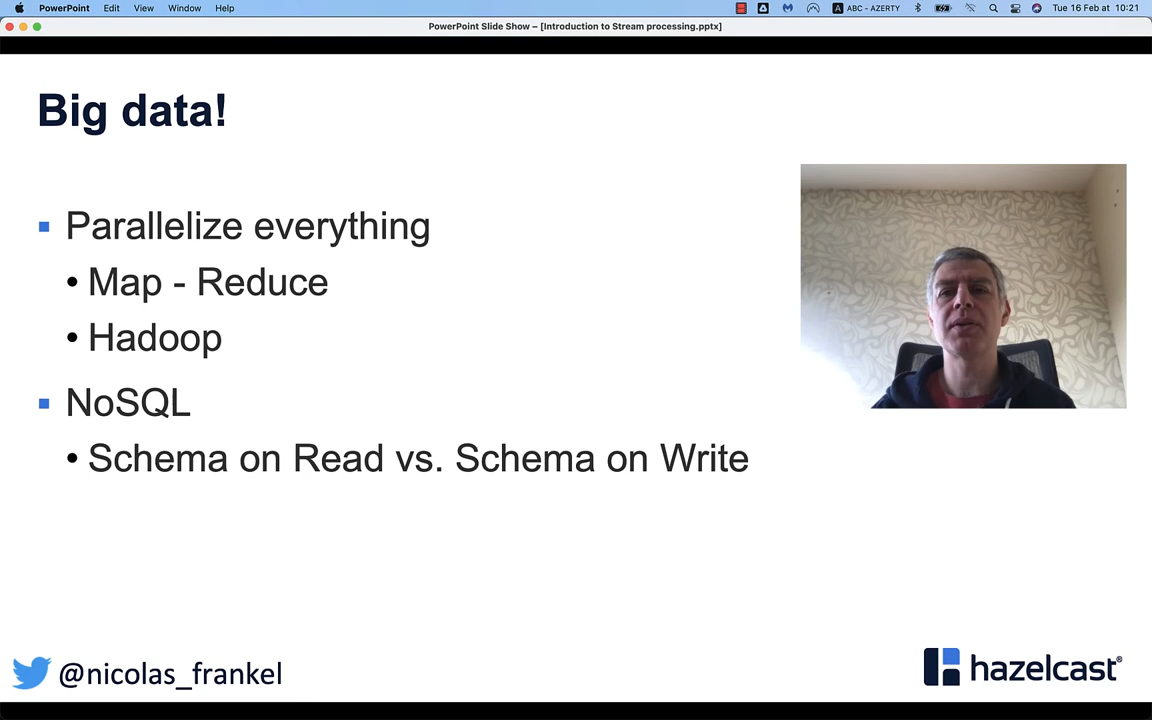 PowerPoint Edit View Window Help ABC - AZERTY Tue 16 Feb at 10:21
PowerPoint Slide Show – [Introduction to Stream processing.pptx]
Big data!
Parallelize everything
Map - Reduce
Hadoop
NoSQL
Schema on Read vs. Schema on Write
@nicolas_frankel
hazelcast®